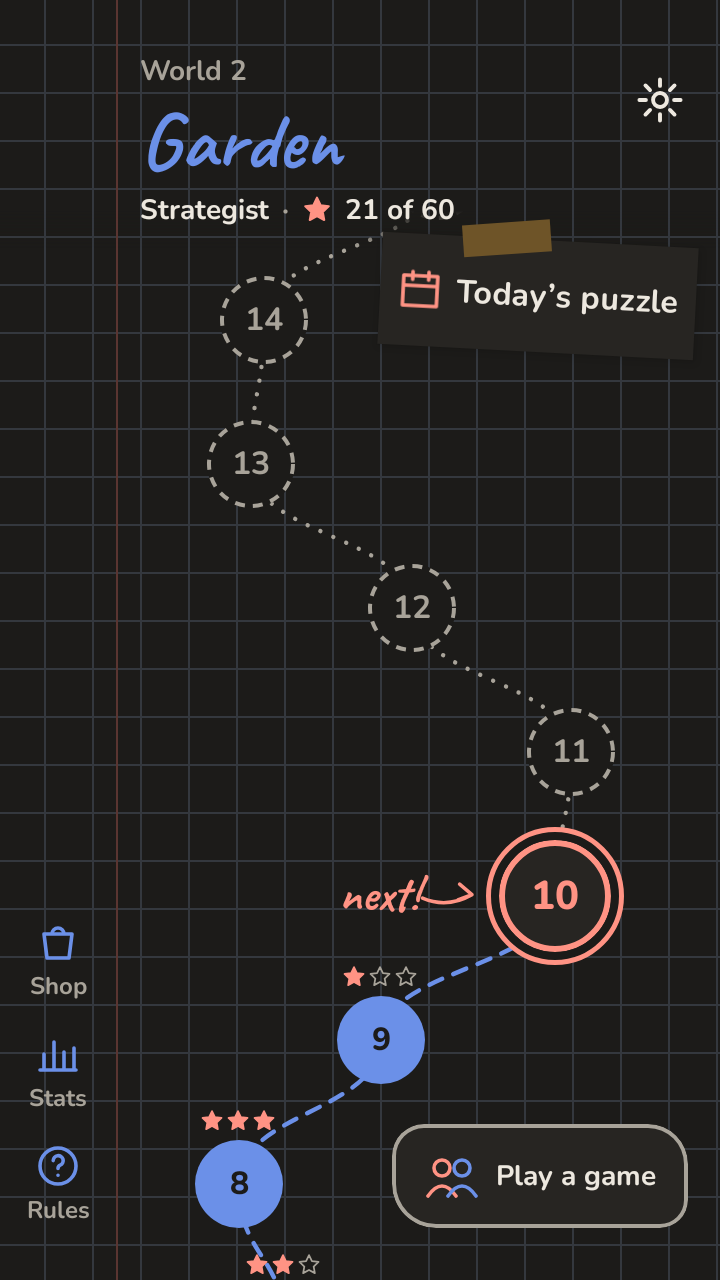 World 2
Garden
Strategist · 21 of 60
Today's puzzle
14
13
12
11
next!
10
9
8
Shop
Stats
Rules
Play a game